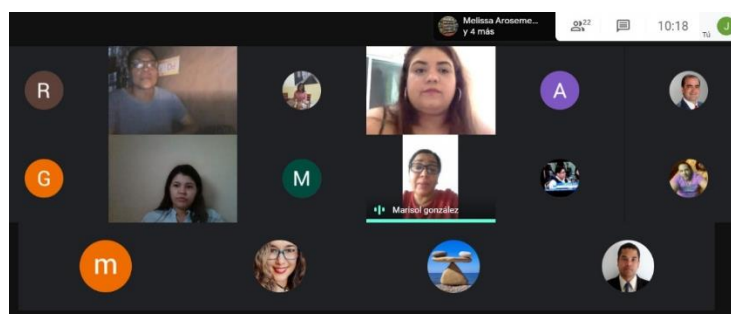 Melissa Aroseme...
y 4 más
22
10:18
Tú
J
R
A
G
M
Marisol gonzalez
m